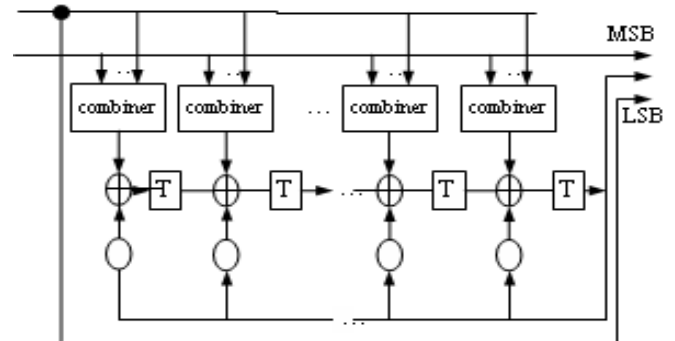 MSB
LSB
... ...  ... ...
combiner combiner ... combiner combiner
T T ... T T
...